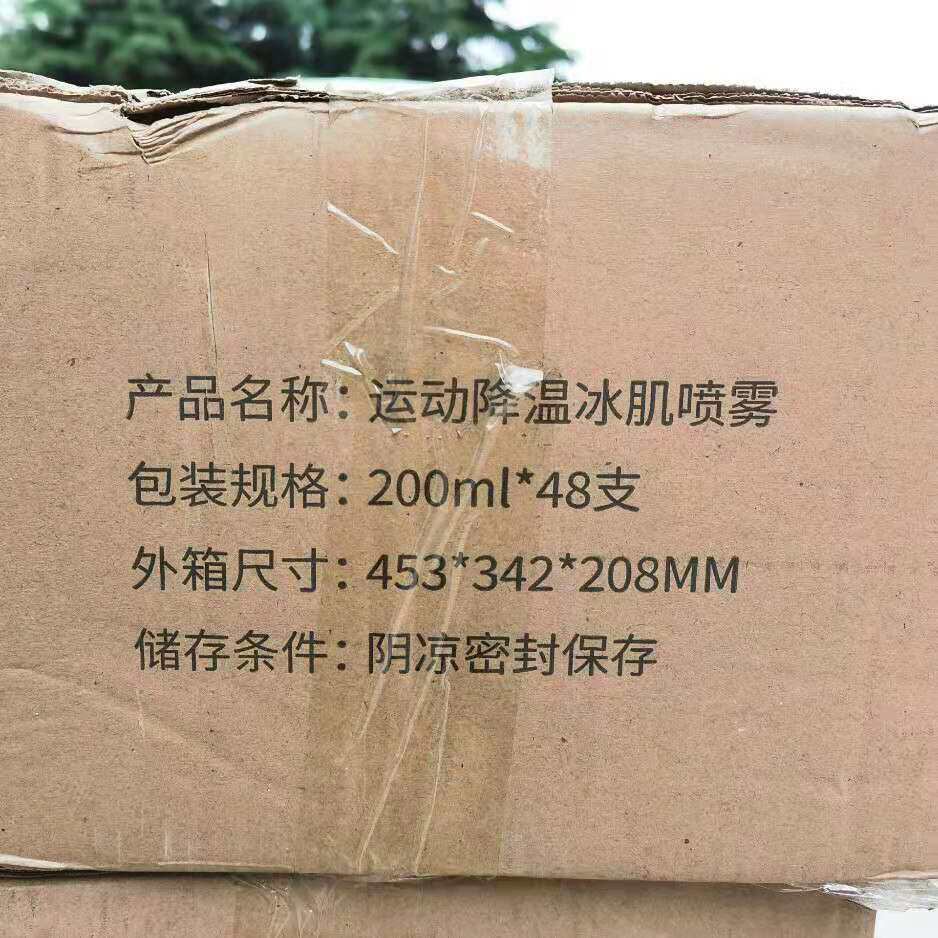 产品名称：运动降温冰肌喷雾
包装规格：200ml*48支
外箱尺寸：453*342*208MM
储存条件：阴凉密封保存